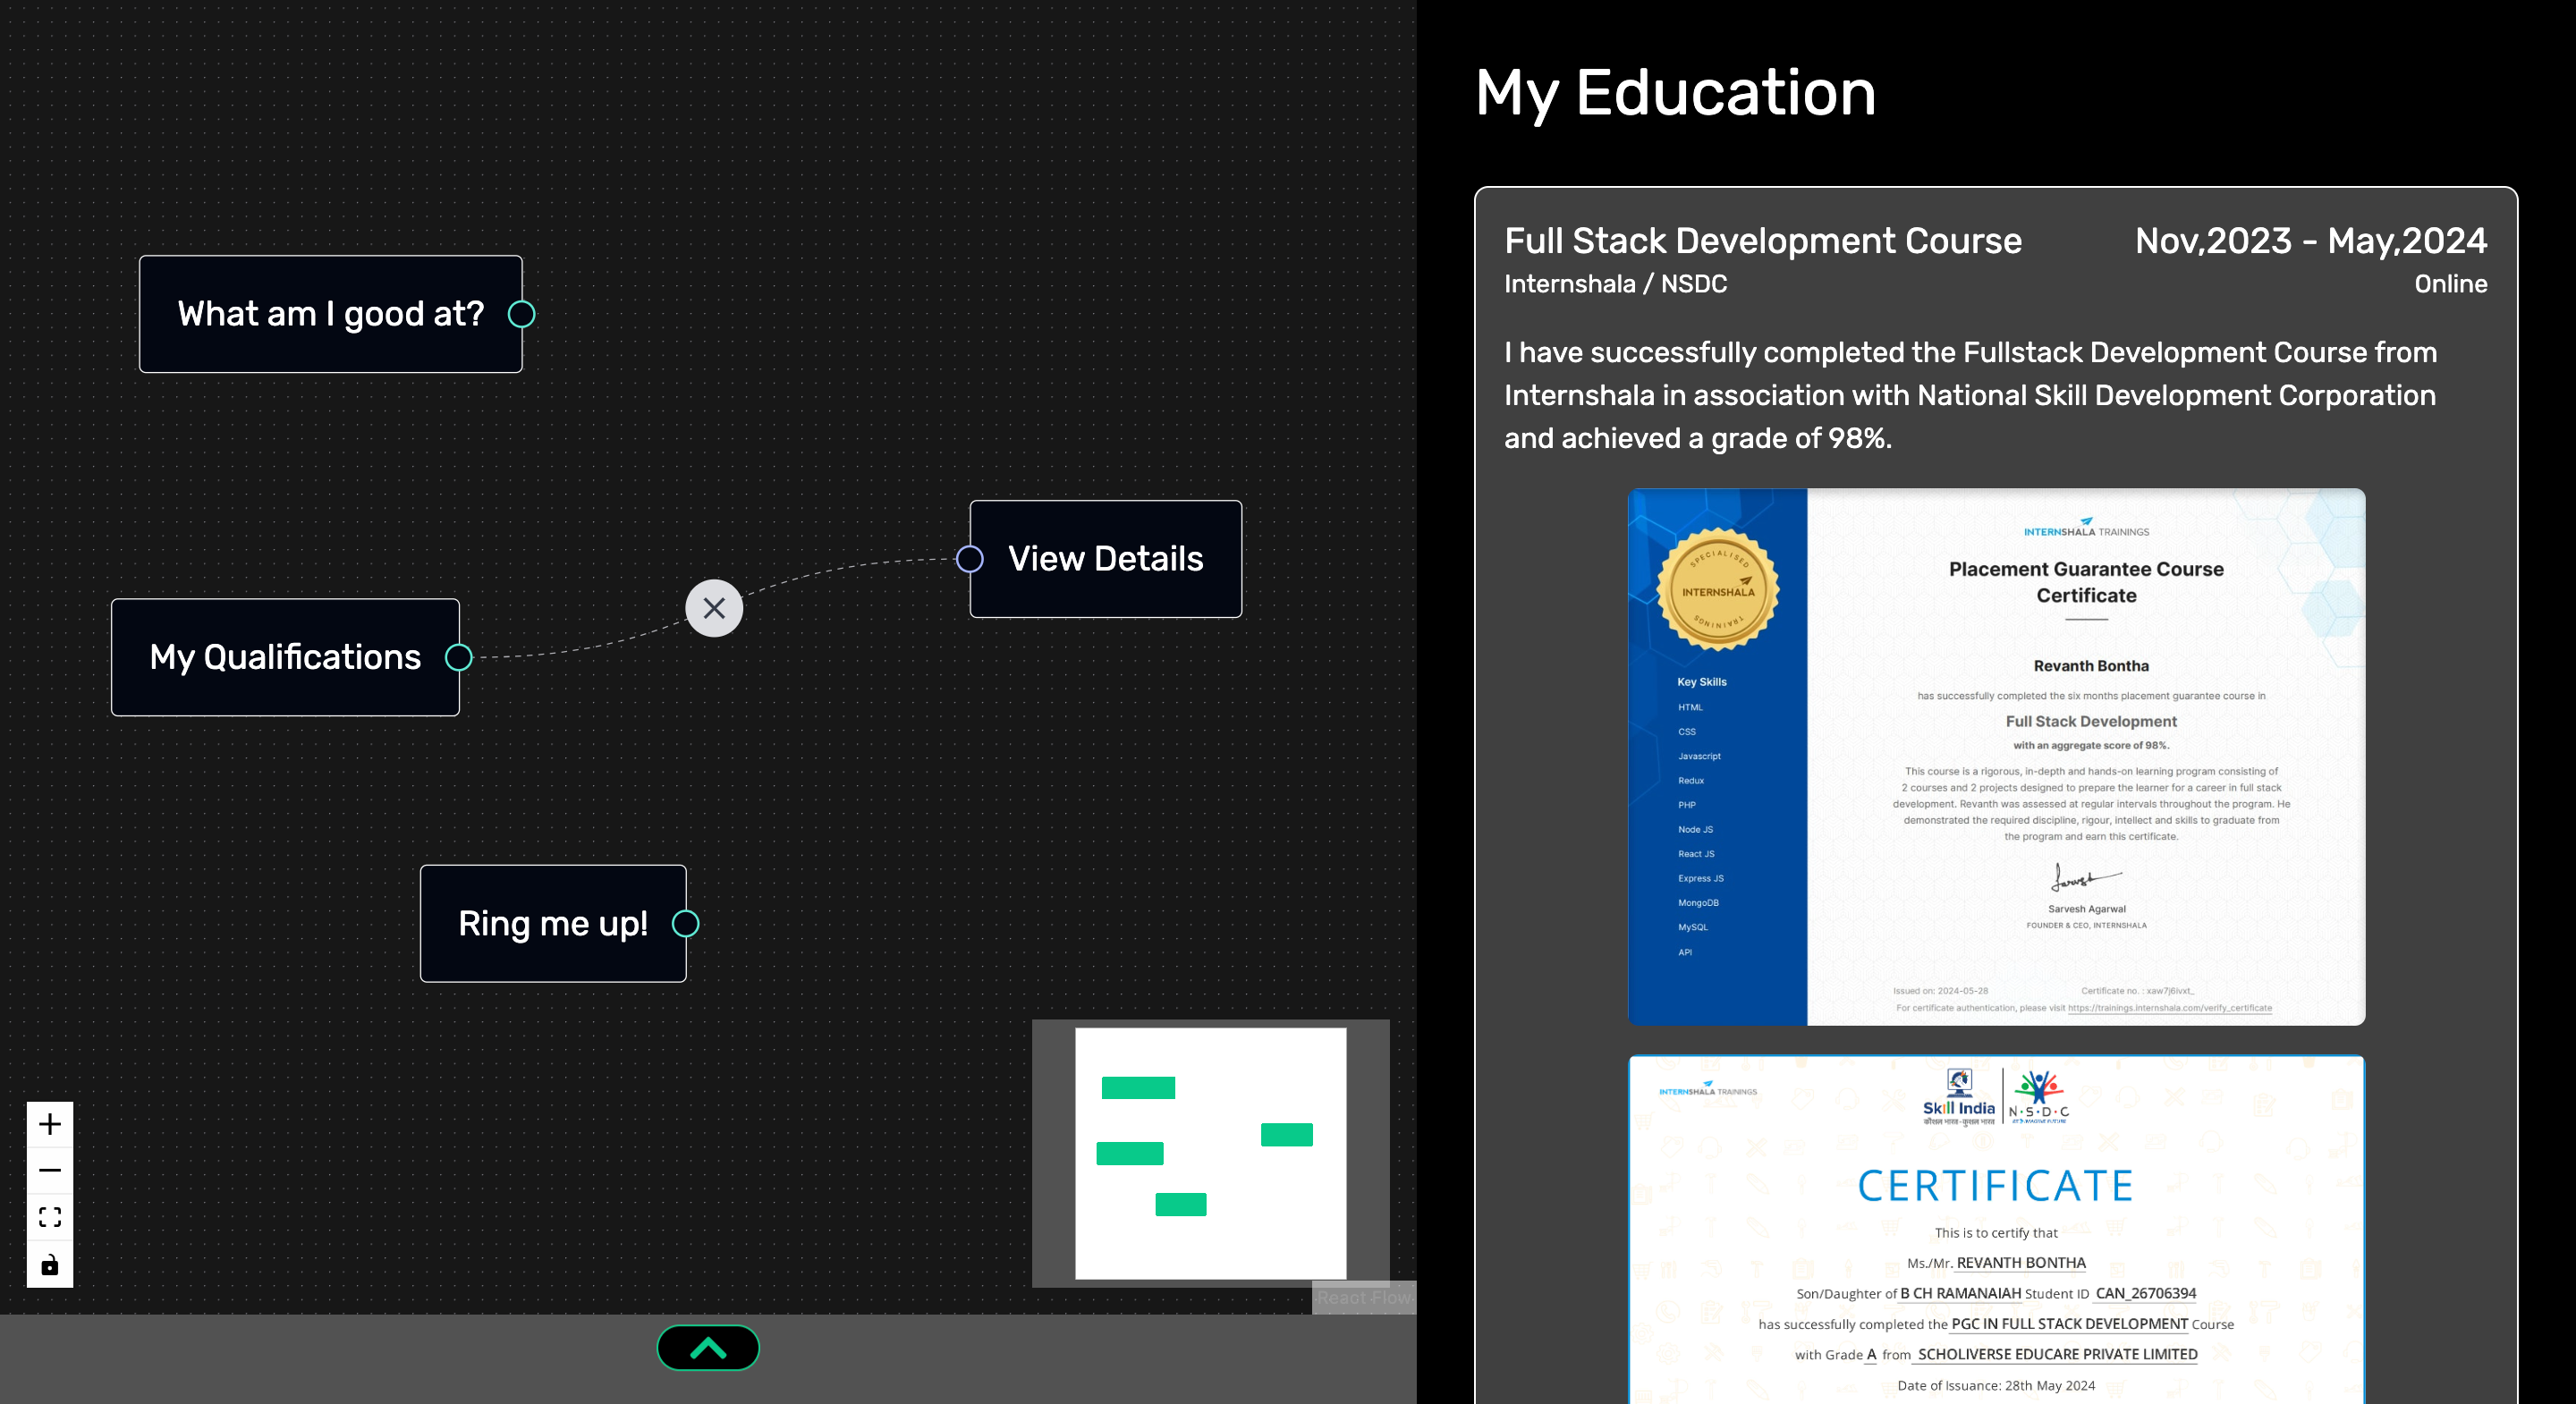 What am I good at?
My Qualifications
View Details
Ring me up!
React Flow
My Education
Full Stack Development Course
Nov,2023 - May,2024
Internshala / NSDC
Online
I have successfully completed the Fullstack Development Course from
Internshala in association with National Skill Development Corporation
and achieved a grade of 98%.
SPECIALISED
INTERNSHALA
TRAININGS
Key Skills
HTML
CSS
Javascript
Redux
PHP
Node JS
React JS
Express JS
MongoDB
MySQL
API
INTERNSHALA TRAININGS
Placement Guarantee Course
Certificate
Revanth Bontha
has successfully completed the six months placement guarantee course in
Full Stack Development
with an aggregate score of 98%.
This course is a rigorous, in-depth and hands-on learning program consisting of
2 courses and 2 projects designed to prepare the learner for a career in full stack
development. Revanth was assessed at regular intervals throughout the program. He
demonstrated the required discipline, rigour, intellect and skills to graduate from
the program and earn this certificate.
Sarvesh Agarwal
FOUNDER & CEO, INTERNSHALA
Issued on: 2024-05-28
Certificate no. : xaw7j6ivxt_
For certificate authentication, please visit https://trainings.internshala.com/verify_certificate
INTERNSHALA TRAININGS
Skill India
कौशल भारत-कुशल भारत
N·S·D·C
CERTIFICATE
This is to certify that
Ms./Mr. REVANTH BONTHA
Son/Daughter of B CH RAMANAIAH Student ID CAN_26706394
has successfully completed the PGC IN FULL STACK DEVELOPMENT Course
with Grade A from SCHOLIVERSE EDUCARE PRIVATE LIMITED
Date of Issuance: 28th May 2024